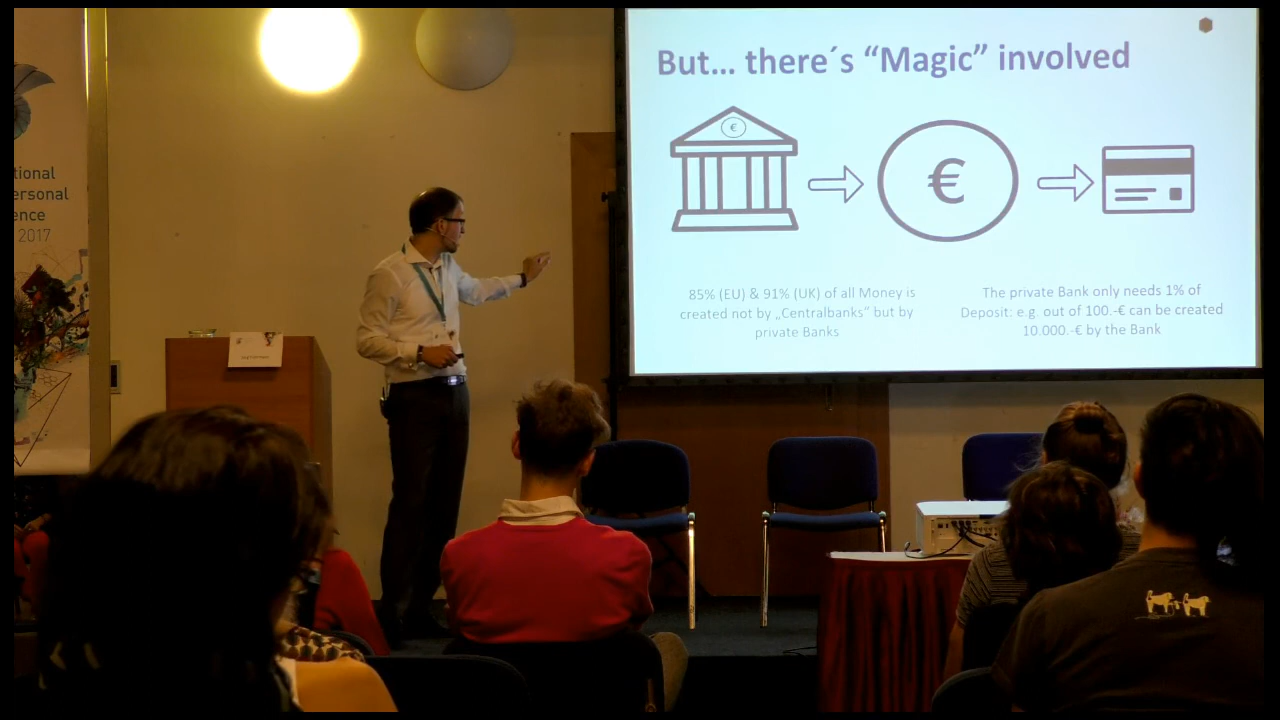 tional
ersonal
ence
2017
But... there´s “Magic” involved
€
€
85% (EU) & 91% (UK) of all Money is
created not by „Centralbanks” but by
private Banks
The private Bank only needs 1% of
Deposit: e.g. out of 100.-€ can be created
10.000.-€ by the Bank